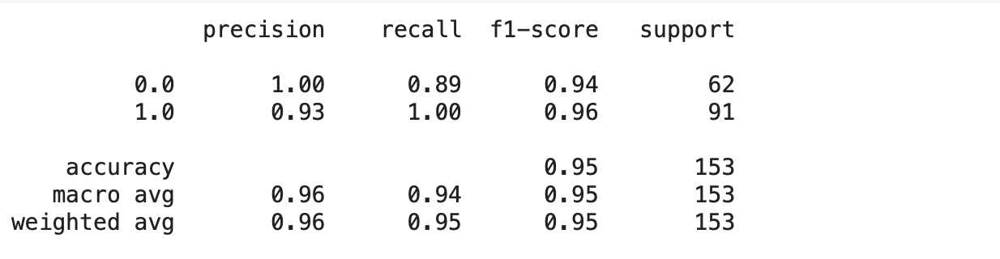 precision recall f1-score support
0.0 1.00 0.89 0.94 62
1.0 0.93 1.00 0.96 91
accuracy 0.95 153
macro avg 0.96 0.94 0.95 153
weighted avg 0.96 0.95 0.95 153